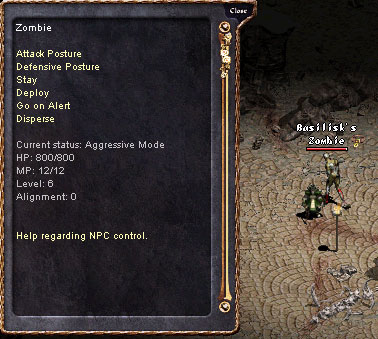 Close
Zombie
Attack Posture
Defensive Posture
Stay
Deploy
Go on Alert
Disperse
Current status: Aggressive Mode
HP: 800/800
MP: 12/12
Level: 6
Alignment: 0
Help regarding NPC control.
Basilisk's
Zombie